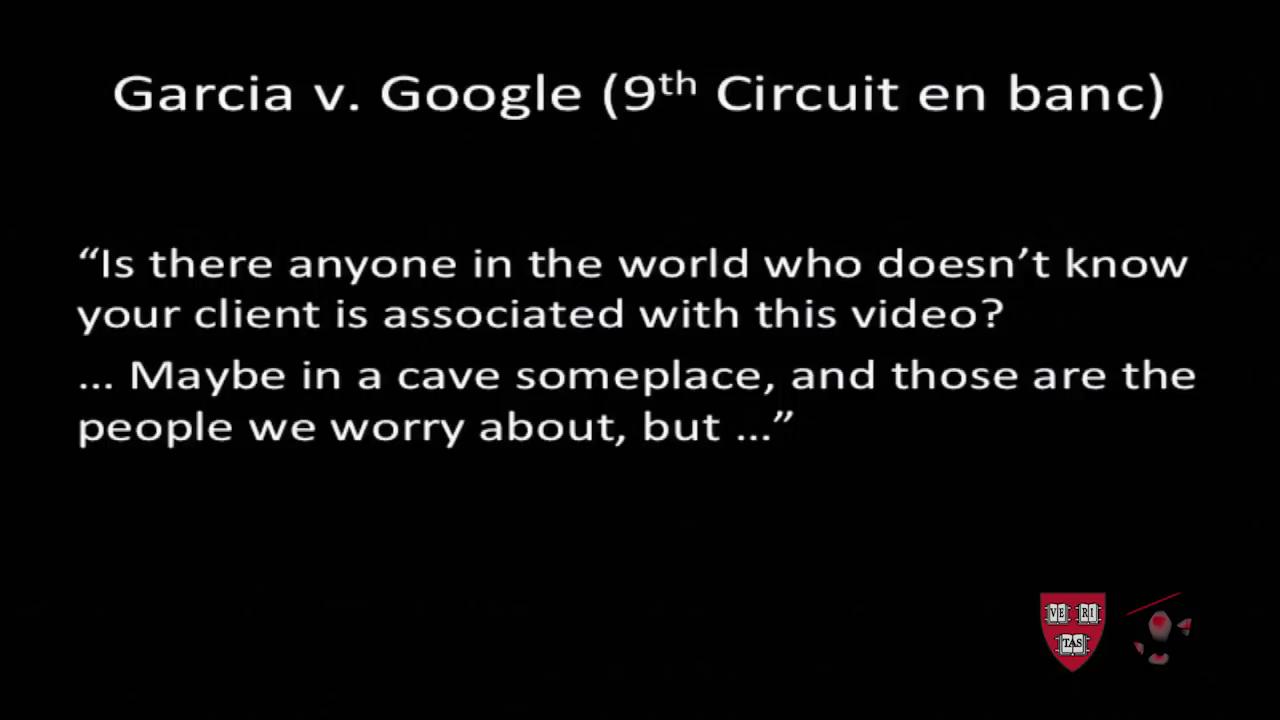 Garcia v. Google (9th Circuit en banc)
“Is there anyone in the world who doesn’t know
your client is associated with this video?
... Maybe in a cave someplace, and those are the
people we worry about, but ...”
VE RI
TAS